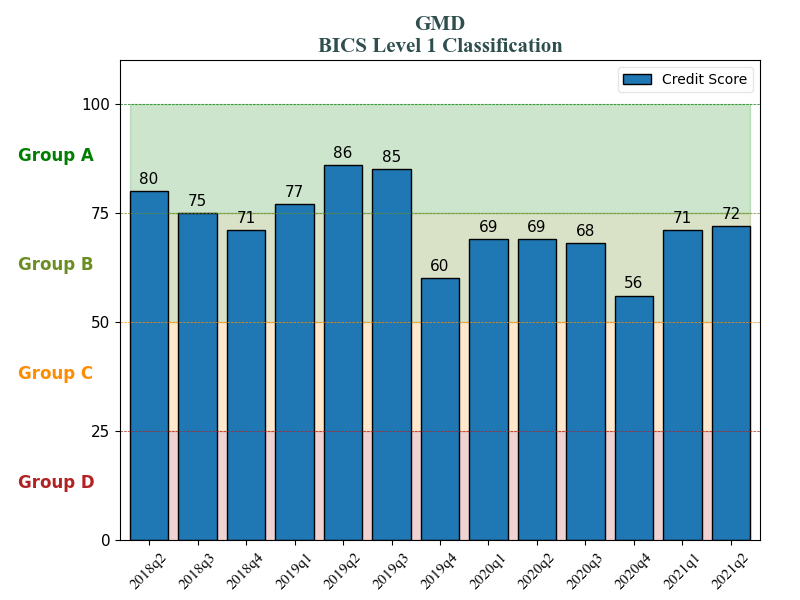 GMD
BICS Level 1 Classification
Credit Score
100
Group A
86
85
80
77
75
75
71
71
72
69
69
68
Group B
60
56
50
Group C
25
Group D
0
2018q2
2018q3
2018q4
2019q1
2019q2
2019q3
2019q4
2020q1
2020q2
2020q3
2020q4
2021q1
2021q2